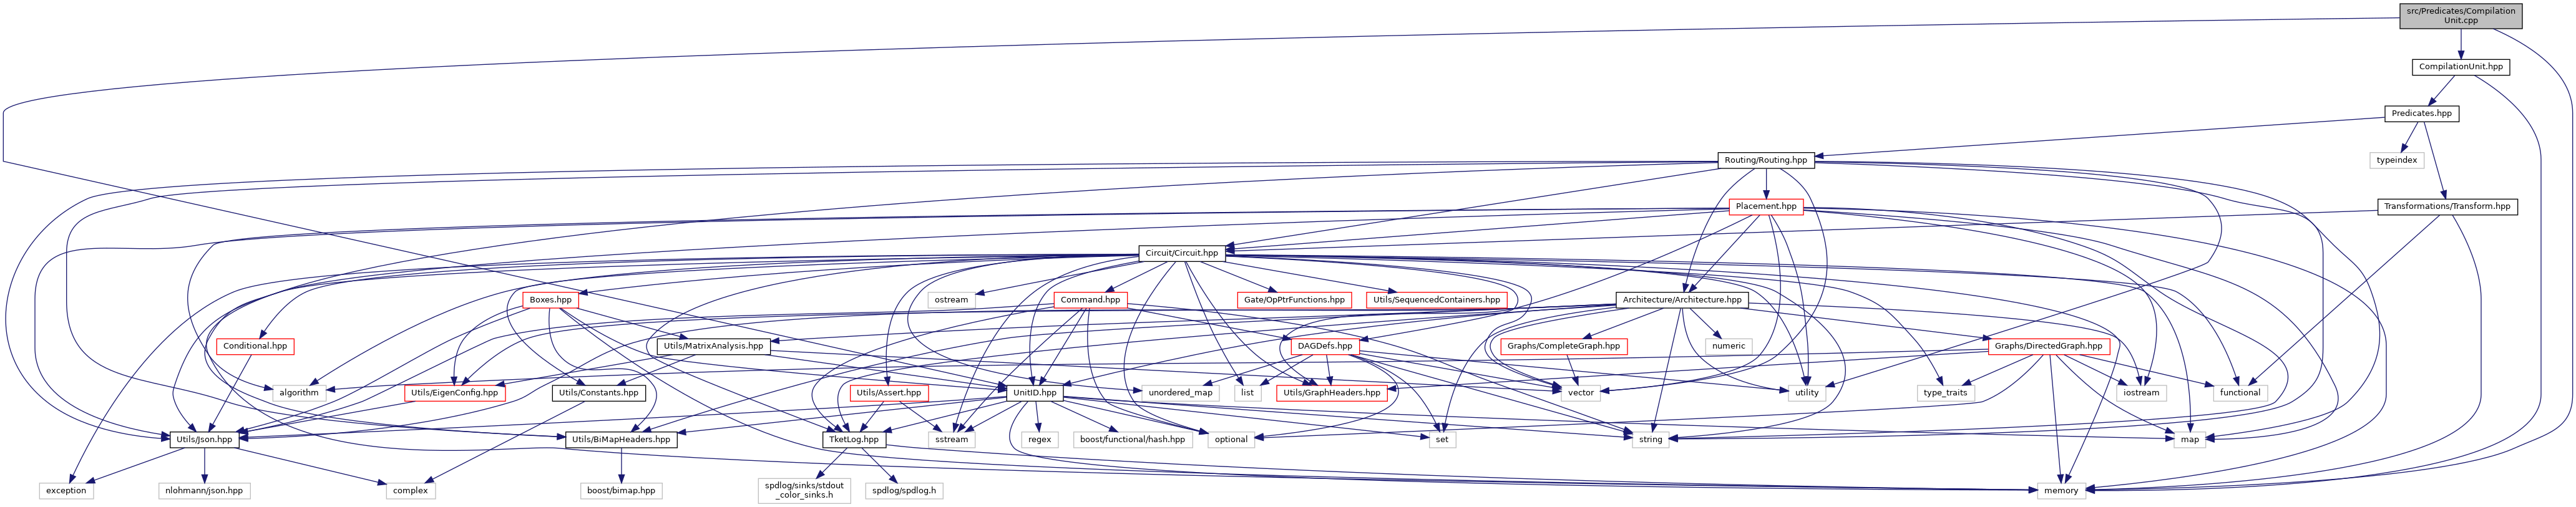 src/Predicates/Compilation
Unit.cpp
CompilationUnit.hpp
Predicates.hpp
Routing/Routing.hpp
typeindex
Placement.hpp
Transformations/Transform.hpp
Circuit/Circuit.hpp
Boxes.hpp
ostream
Command.hpp
Gate/OpPtrFunctions.hpp
Utils/SequencedContainers.hpp
Architecture/Architecture.hpp
Conditional.hpp
Utils/MatrixAnalysis.hpp
DAGDefs.hpp
Graphs/CompleteGraph.hpp
numeric
Graphs/DirectedGraph.hpp
algorithm
Utils/EigenConfig.hpp
Utils/Constants.hpp
Utils/Assert.hpp
UnitID.hpp
unordered_map
list
Utils/GraphHeaders.hpp
vector
utility
type_traits
iostream
functional
Utils/Json.hpp
Utils/BiMapHeaders.hpp
TketLog.hpp
sstream
regex
boost/functional/hash.hpp
optional
set
string
map
exception
nlohmann/json.hpp
complex
boost/bimap.hpp
spdlog/sinks/stdout
_color_sinks.h
spdlog/spdlog.h
memory